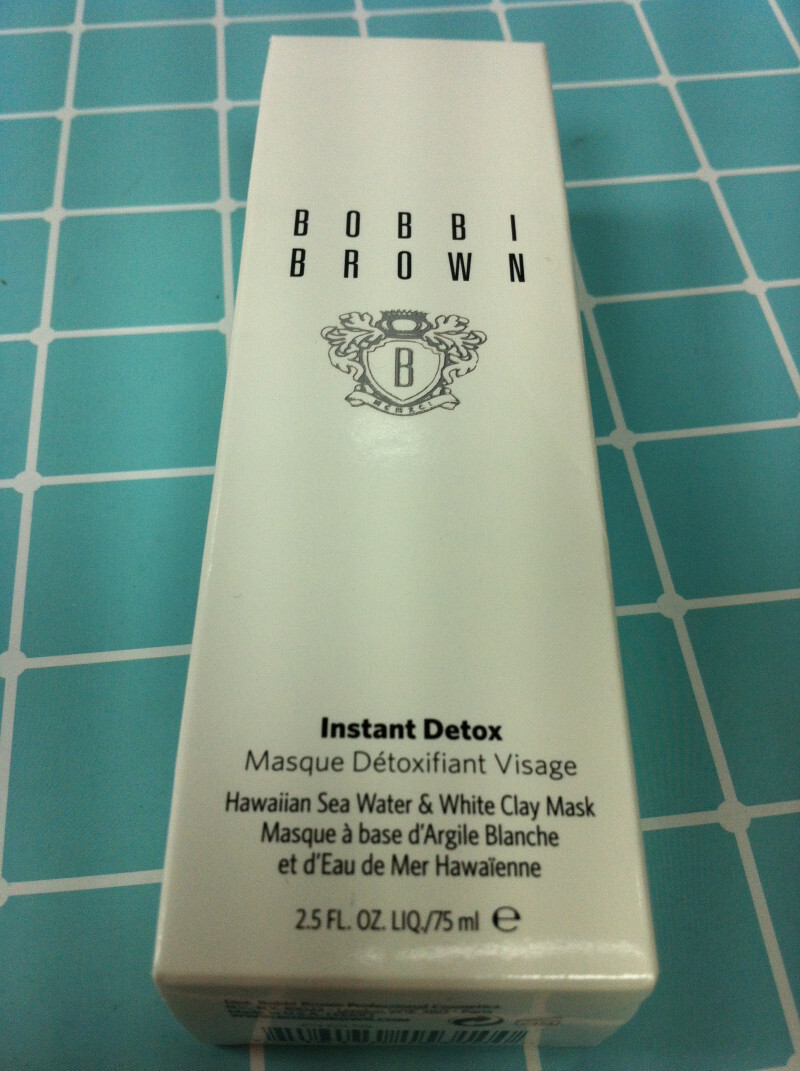 BOBBI
BROWN
B
Instant Detox
Masque Détoxifiant Visage
Hawaiian Sea Water & White Clay Mask
Masque à base d'Argile Blanche
et d'Eau de Mer Hawaïenne
2.5 FL. OZ. LIQ./75 ml ℮